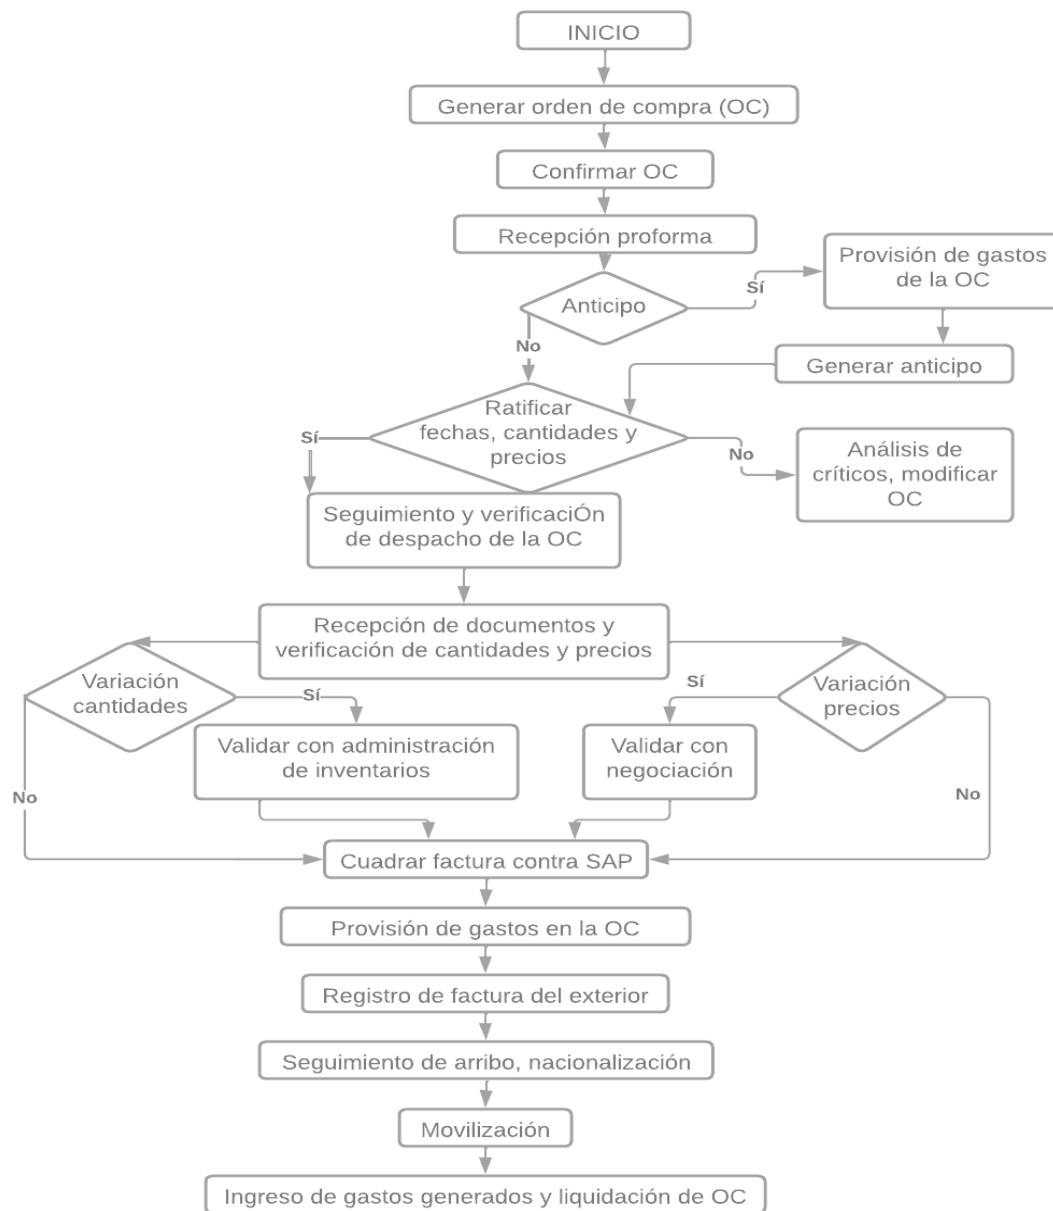 INICIO
Generar orden de compra (OC)
Confirmar OC
Recepción proforma
Provisión de gastos
de la OC
Anticipo
Sí
No
Generar anticipo
Ratificar
fechas, cantidades y
precios
Sí
No
Análisis de
críticos, modificar
OC
Seguimiento y verificaciÓn
de despacho de la OC
Recepción de documentos y
verificación de cantidades y precios
Variación
cantidades
Sí
Sí
Variación
precios
Validar con administración
de inventarios
Validar con
negociación
No
No
Cuadrar factura contra SAP
Provisión de gastos en la OC
Registro de factura del exterior
Seguimiento de arribo, nacionalización
Movilización
Ingreso de gastos generados y liquidación de OC